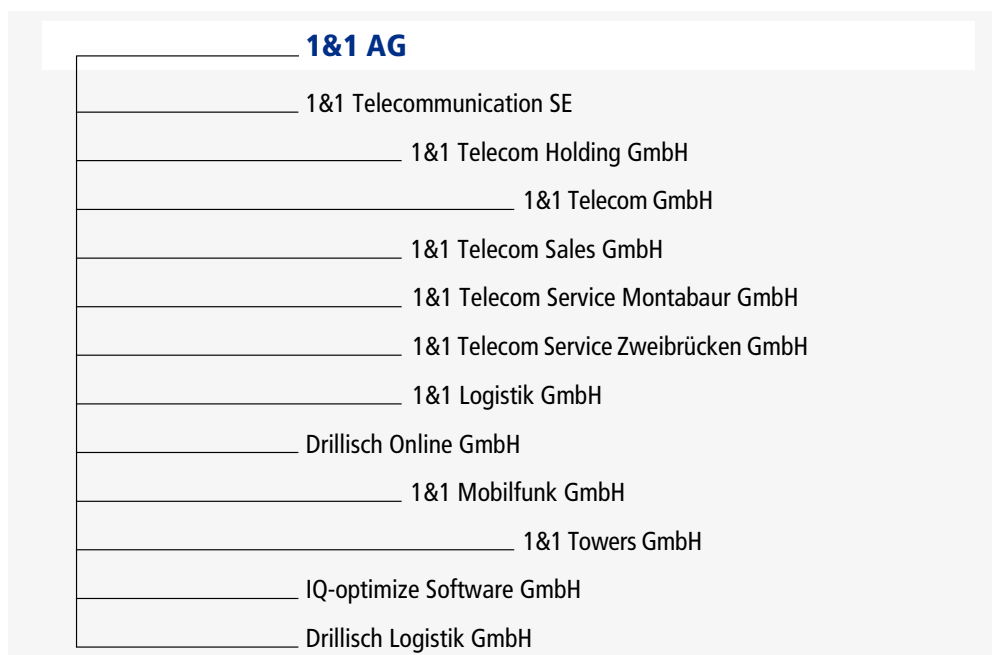 1&1 AG
1&1 Telecommunication SE
1&1 Telecom Holding GmbH
1&1 Telecom GmbH
1&1 Telecom Sales GmbH
1&1 Telecom Service Montabaur GmbH
1&1 Telecom Service Zweibrücken GmbH
1&1 Logistik GmbH
Drillisch Online GmbH
1&1 Mobilfunk GmbH
1&1 Towers GmbH
IQ-optimize Software GmbH
Drillisch Logistik GmbH